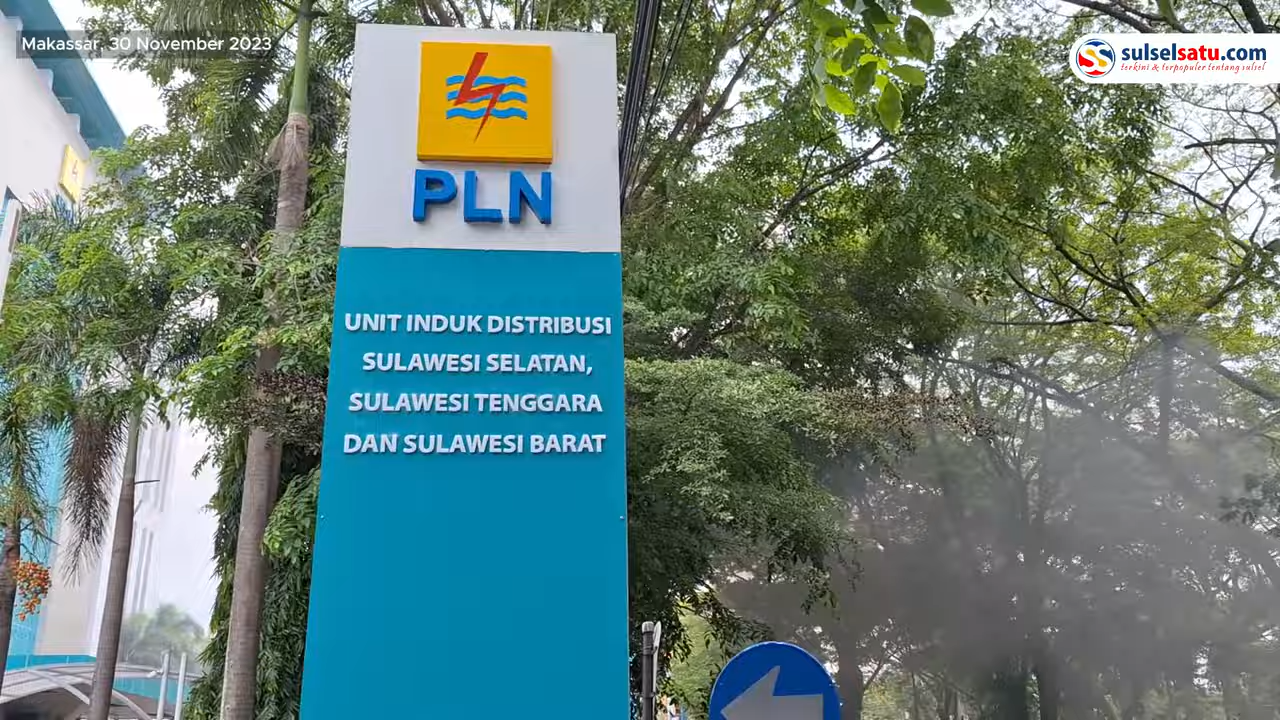 Makassar, 30 November 2023
sulselsatu.com
terkini & terpopuler tentang sulsel
PLN
UNIT INDUK DISTRIBUSI
SULAWESI SELATAN,
SULAWESI TENGGARA
DAN SULAWESI BARAT